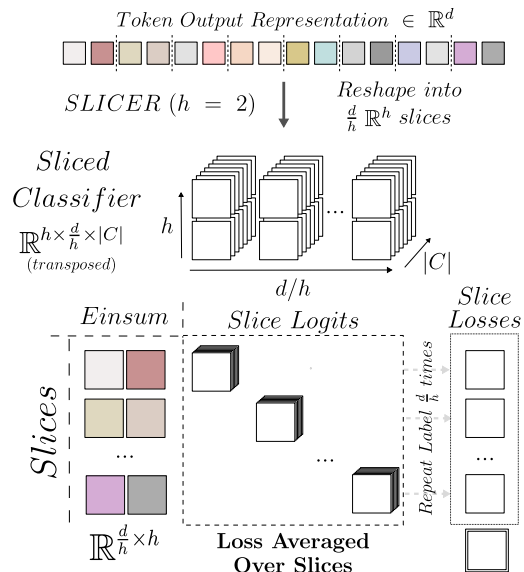 Token Output Representation ∈ ℝ^d
SLICER (h = 2)
Reshape into
d/h ℝ^h slices
Sliced
Classifier
ℝ^{h×d/h×|C|}
(transposed)
h
...
|C|
d/h
Einsum
Slice Logits
Slice
Losses
Slices
...
...
...
Repeat Label d/h times
ℝ^{d/h×h}
Loss Averaged
Over Slices